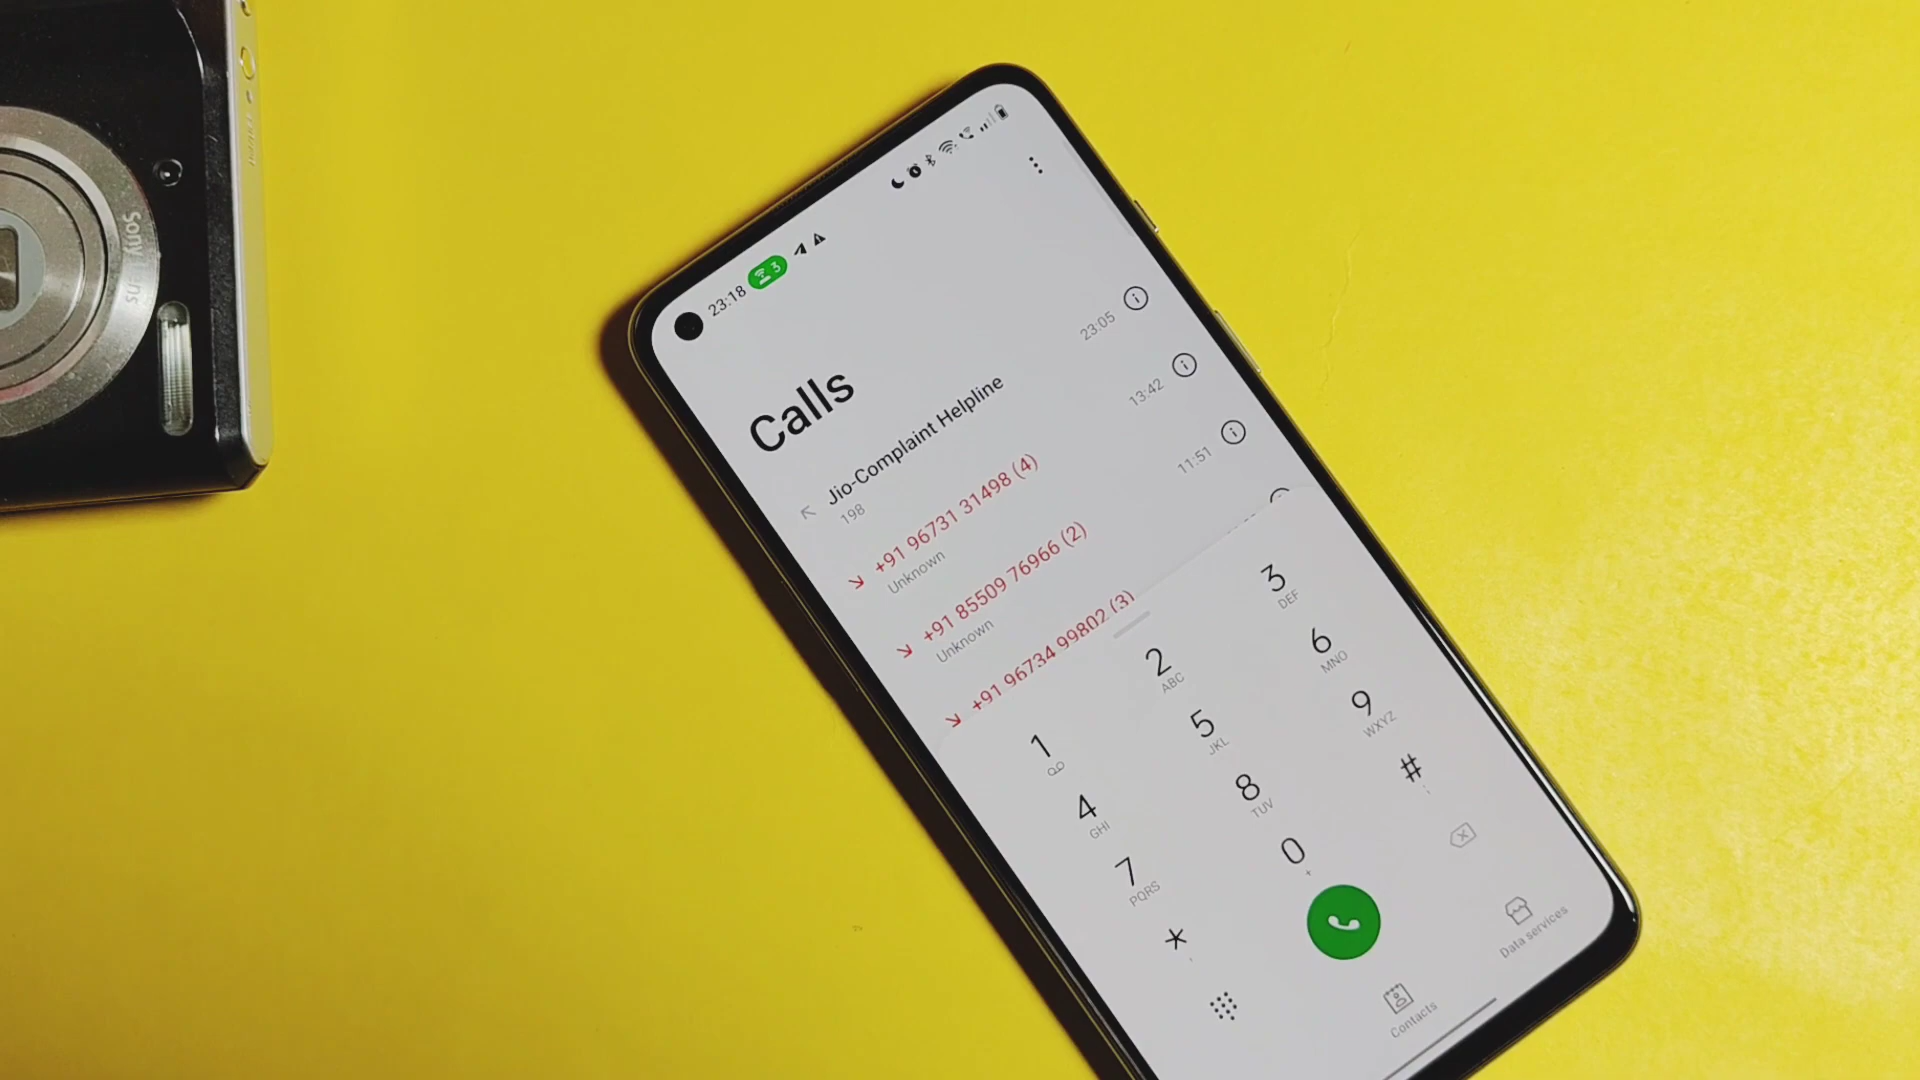 Sony Lens
23:18
3
Calls
Jio-Complaint Helpline
198
23:05
+91 96731 31498 (4)
Unknown
13:42
+91 85509 76966 (2)
Unknown
11:51
+91 96734 99802 (3)
1
2
ABC
3
DEF
4
GHI
5
JKL
6
MNO
7
PQRS
8
TUV
9
WXYZ
*
,
0
+
#
;
Contacts
Data services